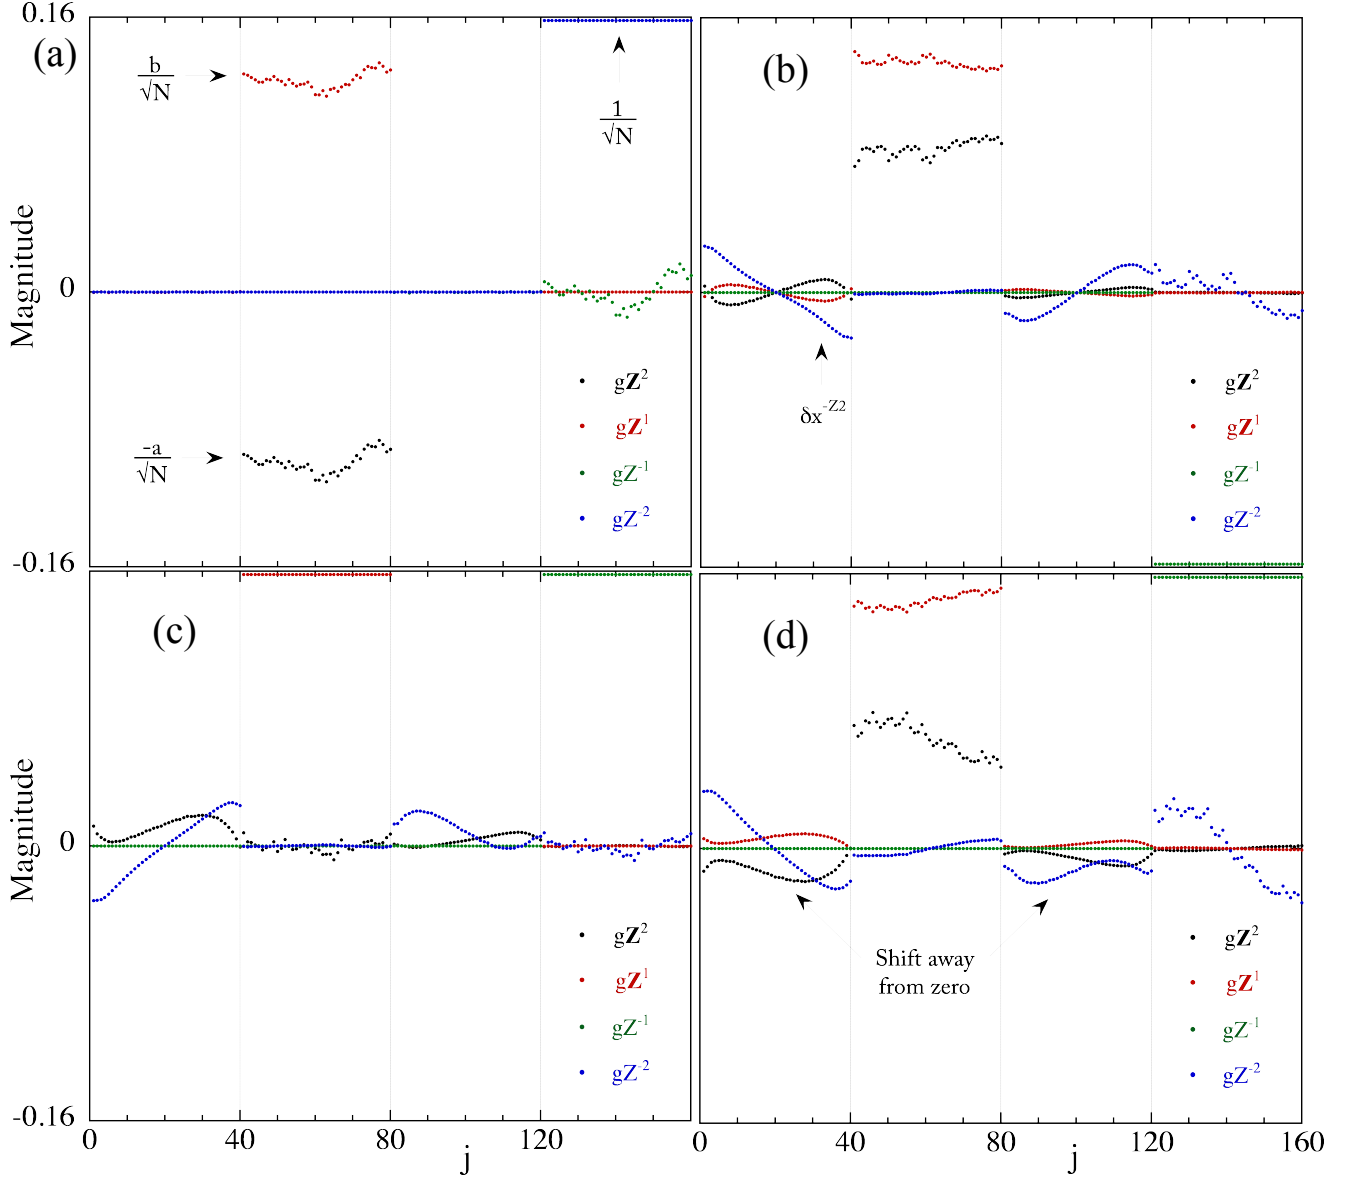 0.16
(a)
b
√N
1
√N
Magnitude
0
-a
√N
gZ²
gZ¹
gZ⁻¹
gZ⁻²
-0.16
(b)
δx⁻ᶻ²
gZ²
gZ¹
gZ⁻¹
gZ⁻²
(c)
Magnitude
0
gZ²
gZ¹
gZ⁻¹
gZ⁻²
-0.16
0 40 80 120
j
(d)
Shift away
from zero
gZ²
gZ¹
gZ⁻¹
gZ⁻²
0 40 80 120 160
j